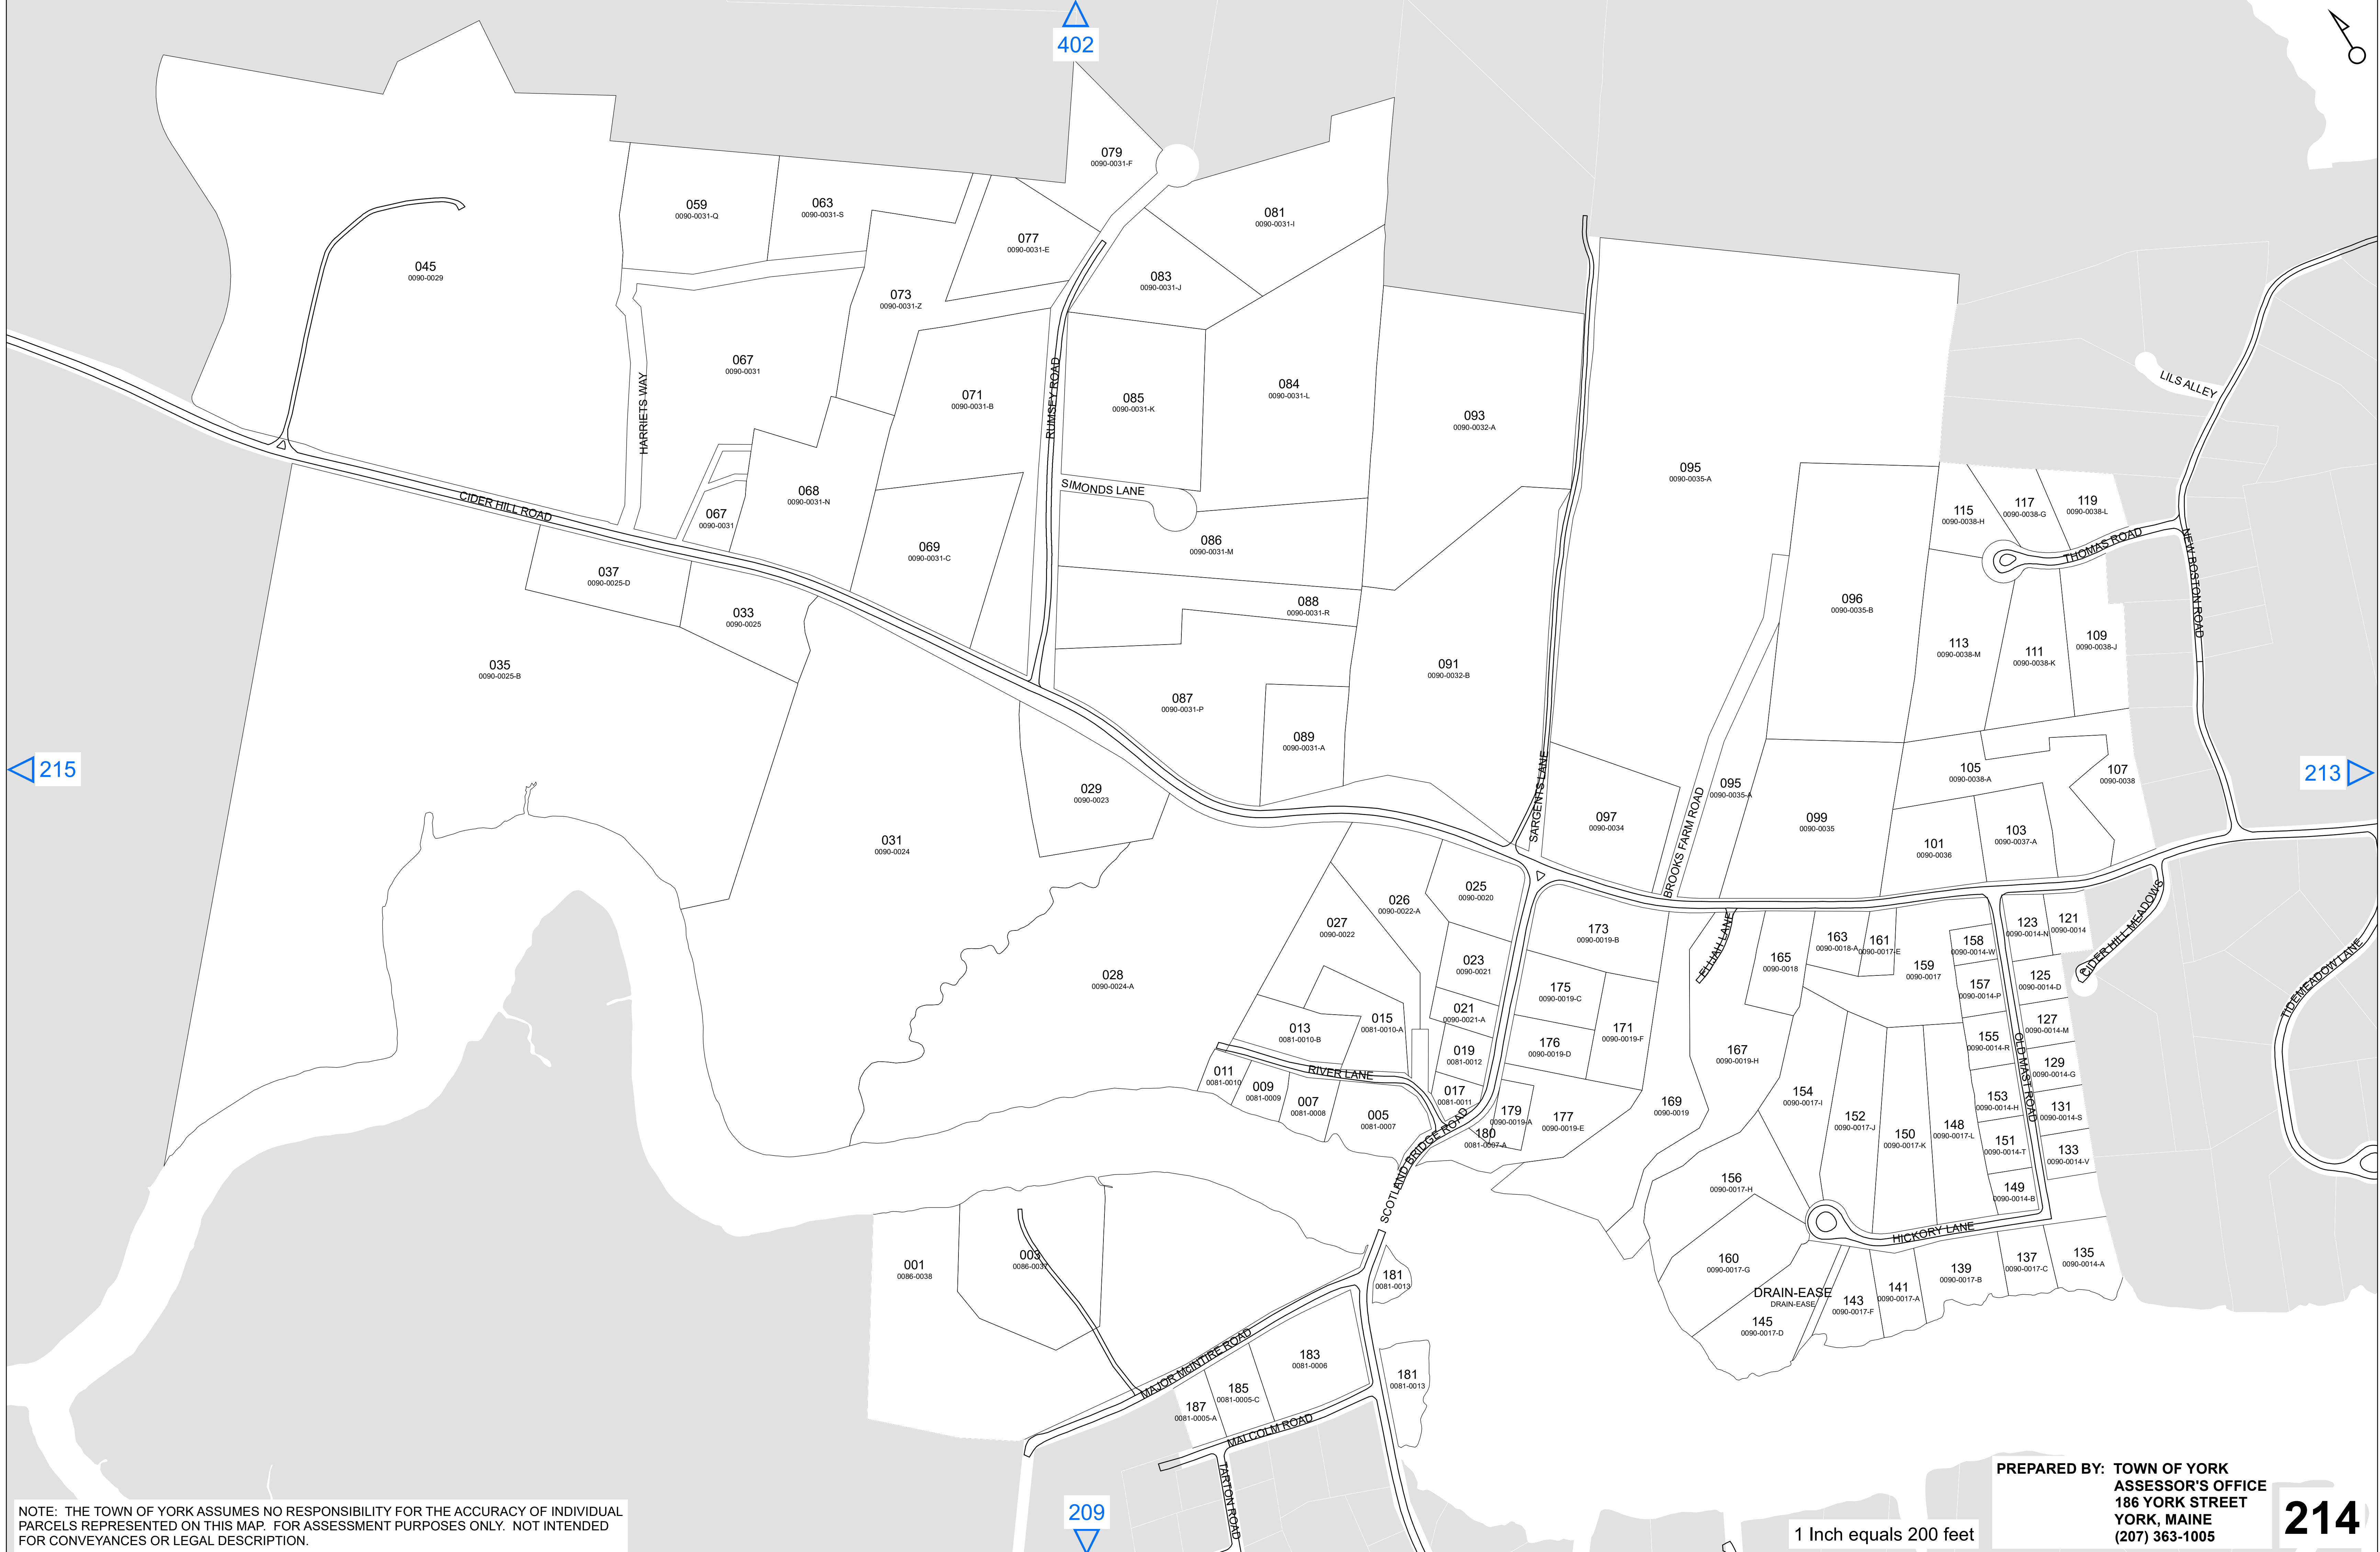 402
079
0090-0031-F
059
0090-0031-Q
063
0090-0031-S
081
0090-0031-I
077
0090-0031-E
045
0090-0029
083
0090-0031-J
073
0090-0031-Z
067
0090-0031
HARRIETS WAY
071
0090-0031-B
RUMSEY ROAD
085
0090-0031-K
084
0090-0031-L
093
0090-0032-A
LILS ALLEY
095
0090-0035-A
CIDER HILL ROAD
068
0090-0031-N
067
0090-0031
SIMONDS LANE
115
0090-0038-H
117
0090-0038-G
119
0090-0038-L
THOMAS ROAD
NEW BOSTON ROAD
069
0090-0031-C
086
0090-0031-M
037
0090-0025-D
033
0090-0025
088
0090-0031-R
096
0090-0035-B
035
0090-0025-B
091
0090-0032-B
113
0090-0038-M
111
0090-0038-K
109
0090-0038-J
087
0090-0031-P
089
0090-0031-A
215
213
029
0090-0023
SARGENTS LANE
097
0090-0034
BROOKS FARM ROAD
095
0090-0035-A
099
0090-0035
105
0090-0038-A
107
0090-0038
031
0090-0024
101
0090-0036
103
0090-0037-A
025
0090-0020
026
0090-0022-A
027
0090-0022
173
0090-0019-B
ELIJAH LANE
163
0090-0018-A
161
0090-0017-E
158
0090-0014-W
123
0090-0014-N
121
0090-0014
CIDER HILL MEADOWS
TIDEMEADOW LANE
023
0090-0021
165
0090-0018
159
0090-0017
028
0090-0024-A
175
0090-0019-C
157
0090-0014-P
125
0090-0014-D
021
0090-0021-A
013
0081-0010-B
015
0081-0010-A
171
0090-0019-F
176
0090-0019-D
167
0090-0019-H
155
0090-0014-R
127
0090-0014-M
OLD MAST ROAD
019
0081-0012
RIVER LANE
011
0081-0010
009
0081-0009
007
0081-0008
005
0081-0007
017
0081-0011
179
0090-0019-A
177
0090-0019-E
180
0081-0007-A
169
0090-0019
154
0090-0017-I
152
0090-0017-J
150
0090-0017-K
148
0090-0017-L
153
0090-0014-H
129
0090-0014-G
131
0090-0014-S
151
0090-0014-T
133
0090-0014-V
149
0090-0014-B
SCOTLAND BRIDGE ROAD
156
0090-0017-H
HICKORY LANE
001
0086-0038
003
0086-0037
181
0081-0013
160
0090-0017-G
DRAIN-EASE
DRAIN-EASE
145
0090-0017-D
143
0090-0017-F
141
0090-0017-A
139
0090-0017-B
137
0090-0017-C
135
0090-0014-A
MAJOR McINTIRE ROAD
183
0081-0006
181
0081-0013
185
0081-0005-C
187
0081-0005-A
MALCOLM ROAD
TARTON ROAD
209
NOTE: THE TOWN OF YORK ASSUMES NO RESPONSIBILITY FOR THE ACCURACY OF INDIVIDUAL
PARCELS REPRESENTED ON THIS MAP. FOR ASSESSMENT PURPOSES ONLY. NOT INTENDED
FOR CONVEYANCES OR LEGAL DESCRIPTION.
1 Inch equals 200 feet
PREPARED BY: TOWN OF YORK
ASSESSOR'S OFFICE
186 YORK STREET
YORK, MAINE
(207) 363-1005
214